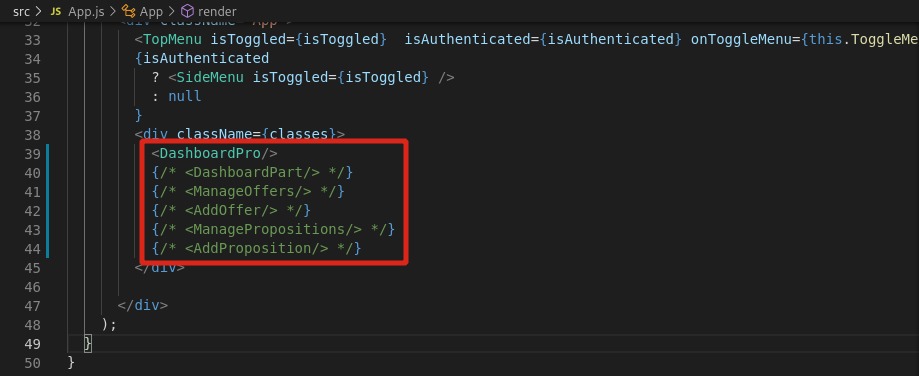 src > JS App.js > App > render
32 <div className="App">
33 <TopMenu isToggled={isToggled}  isAuthenticated={isAuthenticated} onToggleMenu={this.ToggleMe
34 {isAuthenticated
35 ? <SideMenu isToggled={isToggled} />
36 : null
37 }
38 <div className={classes}>
39 <DashboardPro/>
40 {/* <DashboardPart/> */}
41 {/* <ManageOffers/> */}
42 {/* <AddOffer/> */}
43 {/* <ManagePropositions/> */}
44 {/* <AddProposition/> */}
45 </div>
46
47 </div>
48 );
49 }
50 }